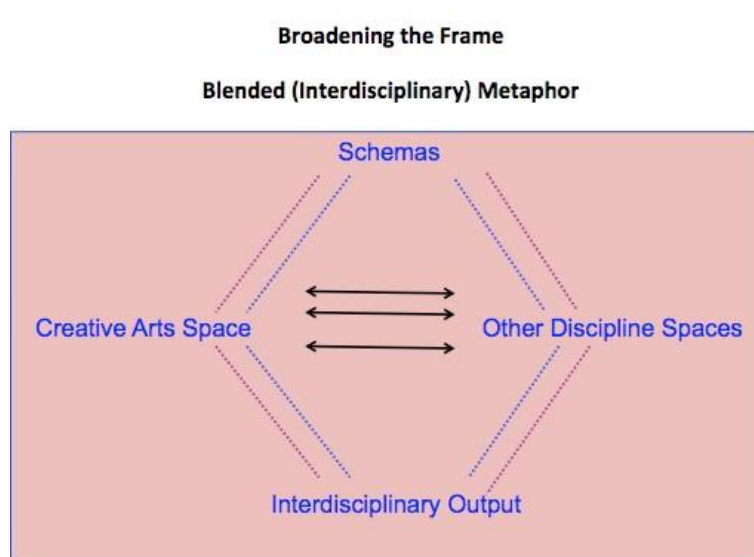 Broadening the Frame
Blended (Interdisciplinary) Metaphor
Schemas
Creative Arts Space
Other Discipline Spaces
Interdisciplinary Output